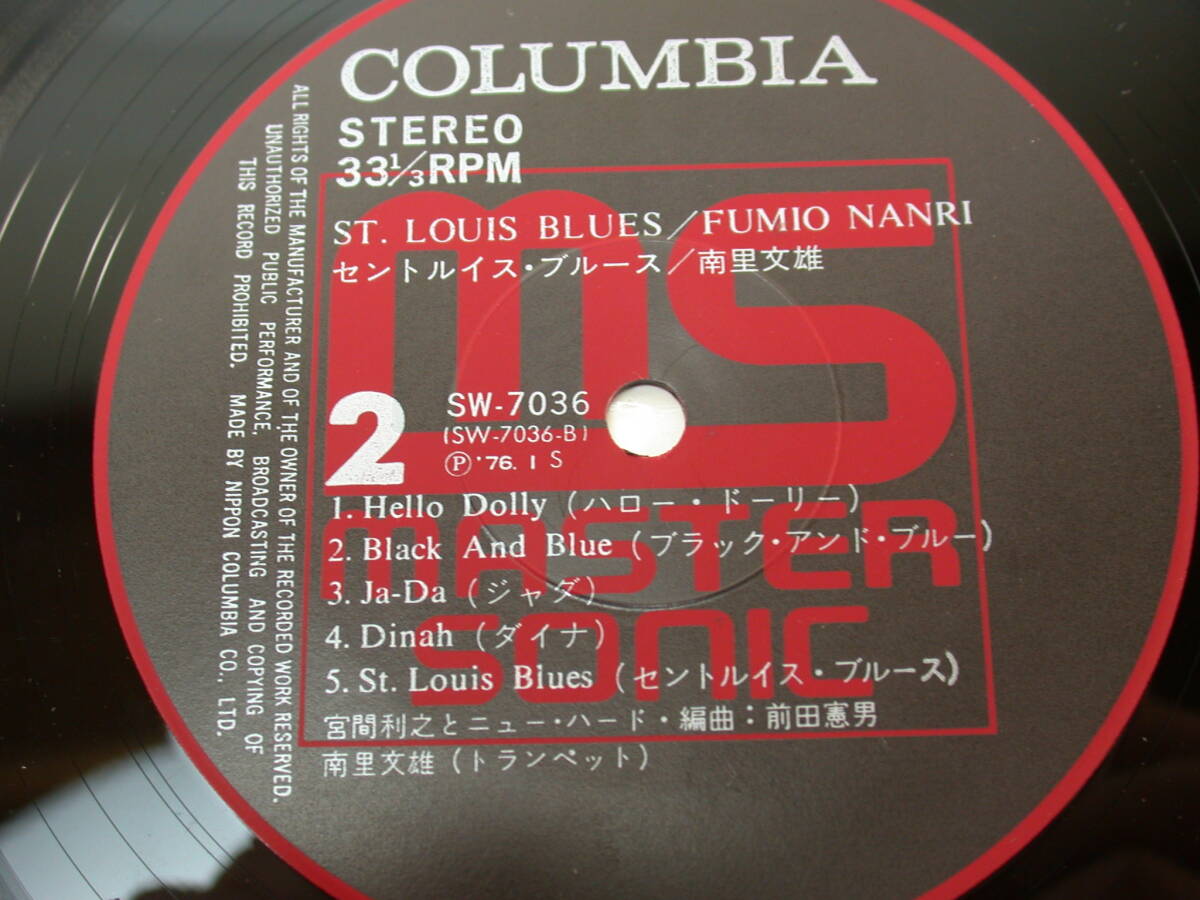 COLUMBIA
STEREO
33⅓RPM
ST. LOUIS BLUES/FUMIO NANRI
セントルイス・ブルース/南里文雄
2
SW-7036
(SW-7036-B)
Ⓟ'76. 1 S
1. Hello Dolly (ハロー・ドーリー)
2. Black And Blue (ブラック・アンド・ブルー)
3. Ja-Da (ジャダ)
4. Dinah (ダイナ)
5. St. Louis Blues (セントルイス・ブルース)
宮間利之とニュー・ハード・編曲:前田憲男
南里文雄(トランペット)
ms
MASTER
SONIC
ALL RIGHTS OF THE MANUFACTURER AND OF THE OWNER OF THE RECORDED WORK RESERVED.
UNAUTHORIZED PUBLIC PERFORMANCE, BROADCASTING AND COPYING OF
THIS RECORD PROHIBITED. MADE BY NIPPON COLUMBIA CO., LTD.